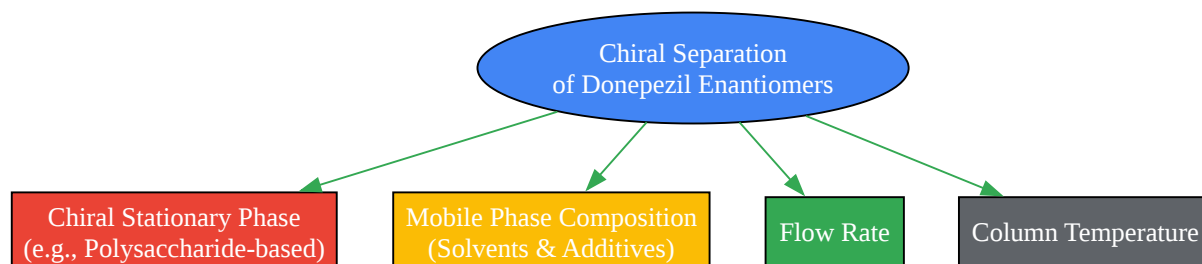 Chiral Separation
of Donepezil Enantiomers
Chiral Stationary Phase
(e.g., Polysaccharide-based)
Mobile Phase Composition
(Solvents & Additives)
Flow Rate
Column Temperature